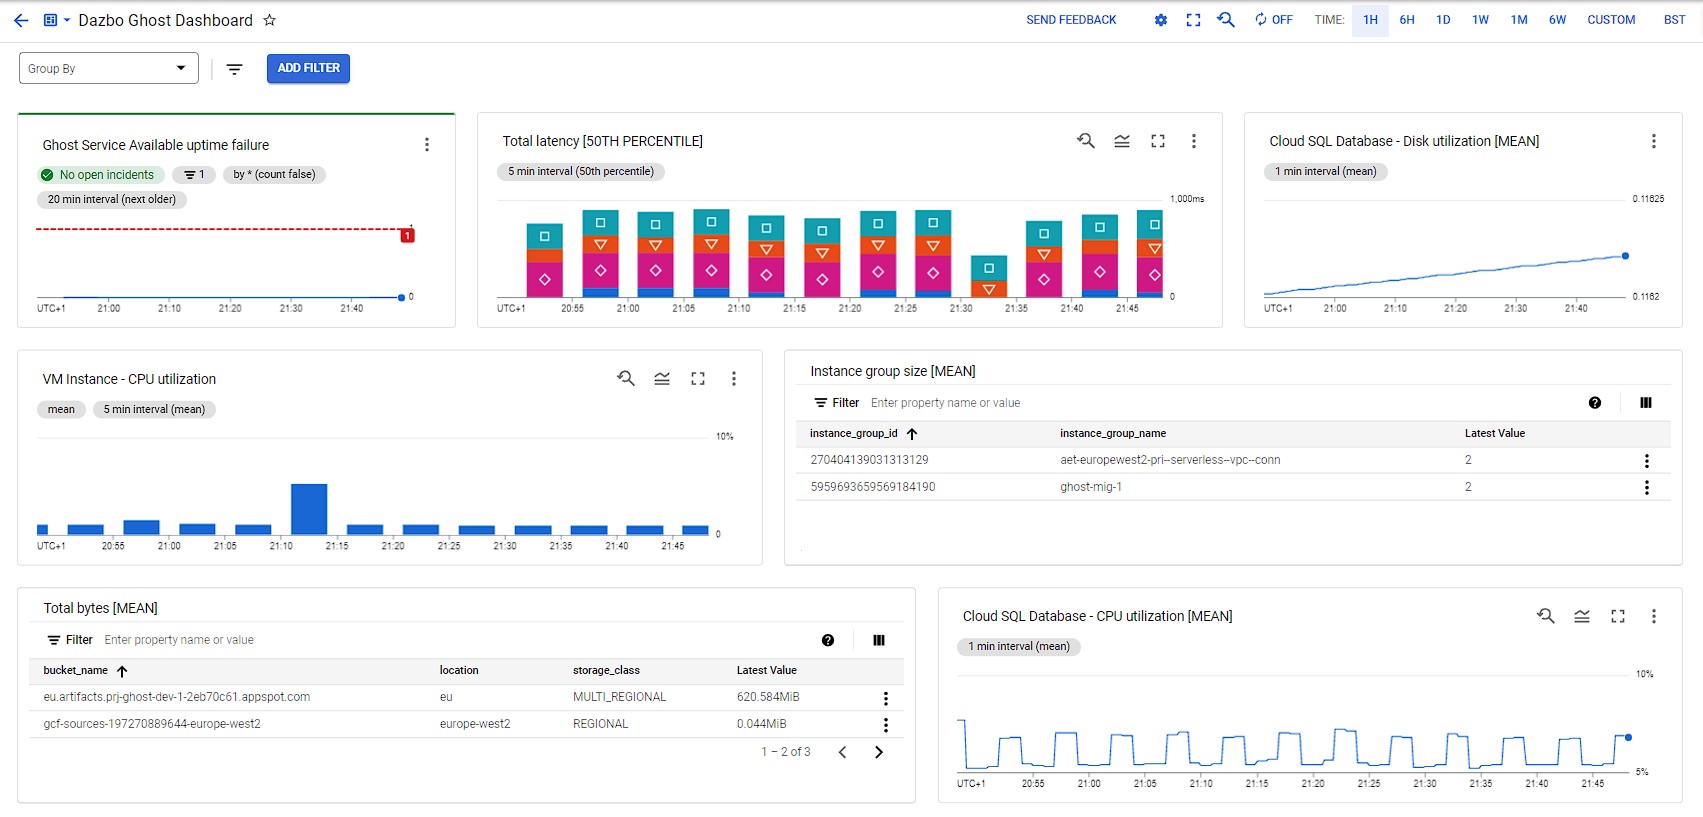 Dazbo Ghost Dashboard
SEND FEEDBACK
OFF
TIME:
1H
6H
1D
1W
1M
6W
CUSTOM
BST
Group By
ADD FILTER
Ghost Service Available uptime failure
No open incidents
1
by * (count false)
20 min interval (next older)
1
1
0
UTC+1 21:00 21:10 21:20 21:30 21:40
Total latency [50TH PERCENTILE]
5 min interval (50th percentile)
1,000ms
0
UTC+1 20:55 21:00 21:05 21:10 21:15 21:20 21:25 21:30 21:35 21:40 21:45
Cloud SQL Database - Disk utilization [MEAN]
1 min interval (mean)
0.11625
0.1162
UTC+1 21:00 21:10 21:20 21:30 21:40
VM Instance - CPU utilization
mean
5 min interval (mean)
10%
0
UTC+1 20:55 21:00 21:05 21:10 21:15 21:20 21:25 21:30 21:35 21:40 21:45
Instance group size [MEAN]
Filter Enter property name or value
instance_group_id instance_group_name Latest Value
270404139031313129 aet-europewest2-pri--serverless--vpc--conn 2
5959693659569184190 ghost-mig-1 2
Total bytes [MEAN]
Filter Enter property name or value
bucket_name location storage_class Latest Value
eu.artifacts.prj-ghost-dev-1-2eb70c61.appspot.com eu MULTI_REGIONAL 620.584MiB
gcf-sources-197270889644-europe-west2 europe-west2 REGIONAL 0.044MiB
1 – 2 of 3
Cloud SQL Database - CPU utilization [MEAN]
1 min interval (mean)
10%
5%
UTC+1 20:55 21:00 21:05 21:10 21:15 21:20 21:25 21:30 21:35 21:40 21:45